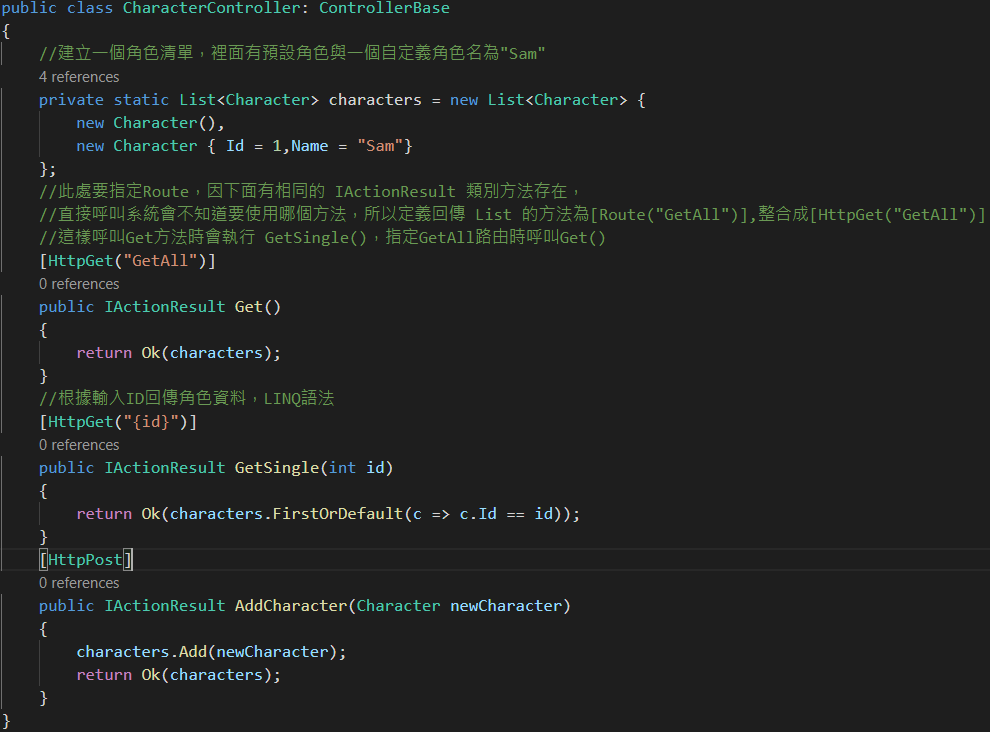 public class CharacterController: ControllerBase
{
//建立一個角色清單，裡面有預設角色與一個自定義角色名為"Sam"
4 references
private static List<Character> characters = new List<Character> {
new Character(),
new Character { Id = 1,Name = "Sam"}
};
//此處要指定Route，因下面有相同的 IActionResult 類別方法存在，
//直接呼叫系統會不知道要使用哪個方法，所以定義回傳 List 的方法為[Route("GetAll")],整合成[HttpGet("GetAll")]
//這樣呼叫Get方法時會執行 GetSingle()，指定GetAll路由時呼叫Get()
[HttpGet("GetAll")]
0 references
public IActionResult Get()
{
return Ok(characters);
}
//根據輸入ID回傳角色資料，LINQ語法
[HttpGet("{id}")]
0 references
public IActionResult GetSingle(int id)
{
return Ok(characters.FirstOrDefault(c => c.Id == id));
}
[HttpPost]
0 references
public IActionResult AddCharacter(Character newCharacter)
{
characters.Add(newCharacter);
return Ok(characters);
}
}